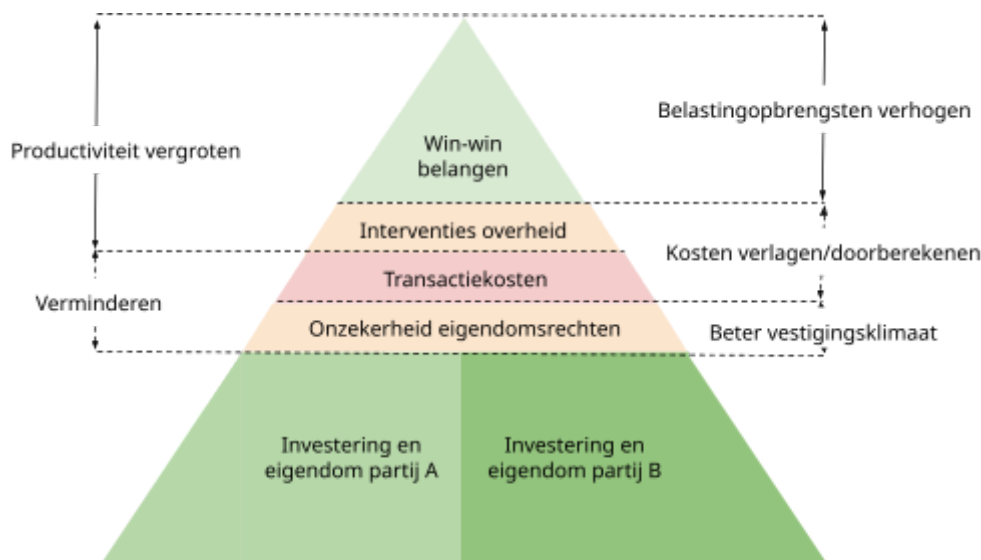 Belastingopbrengsten verhogen
Productiviteit vergroten
Win-win
belangen
Interventies overheid
Kosten verlagen/doorberekenen
Transactiekosten
Verminderen
Onzekerheid eigendomsrechten
Beter vestigingsklimaat
Investering en
eigendom partij A
Investering en
eigendom partij B